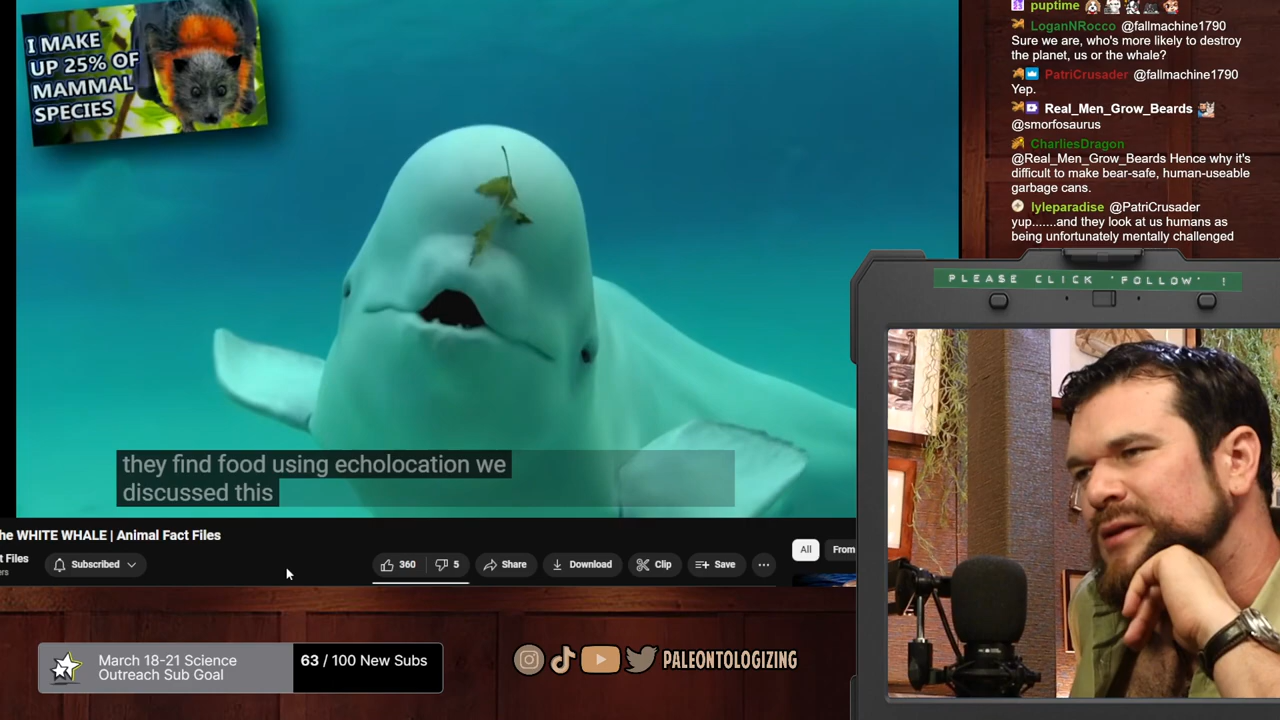 I MAKE
UP 25% OF
MAMMAL
SPECIES
they find food using echolocation we
discussed this
he WHITE WHALE | Animal Fact Files
t Files
ers
Subscribed
360
5
Share
Download
Clip
Save
All
From
puptime
LoganNRocco @fallmachine1790
Sure we are, who's more likely to destroy
the planet, us or the whale?
PatriCrusader @fallmachine1790
Yep.
Real_Men_Grow_Beards
@smorfosaurus
CharliesDragon
@Real_Men_Grow_Beards Hence why it's
difficult to make bear-safe, human-useable
garbage cans.
lyleparadise @PatriCrusader
yup.......and they look at us humans as
being unfortunately mentally challenged
PLEASE CLICK 'FOLLOW' !
March 18-21 Science
Outreach Sub Goal
63 / 100 New Subs
PALEONTOLOGIZING